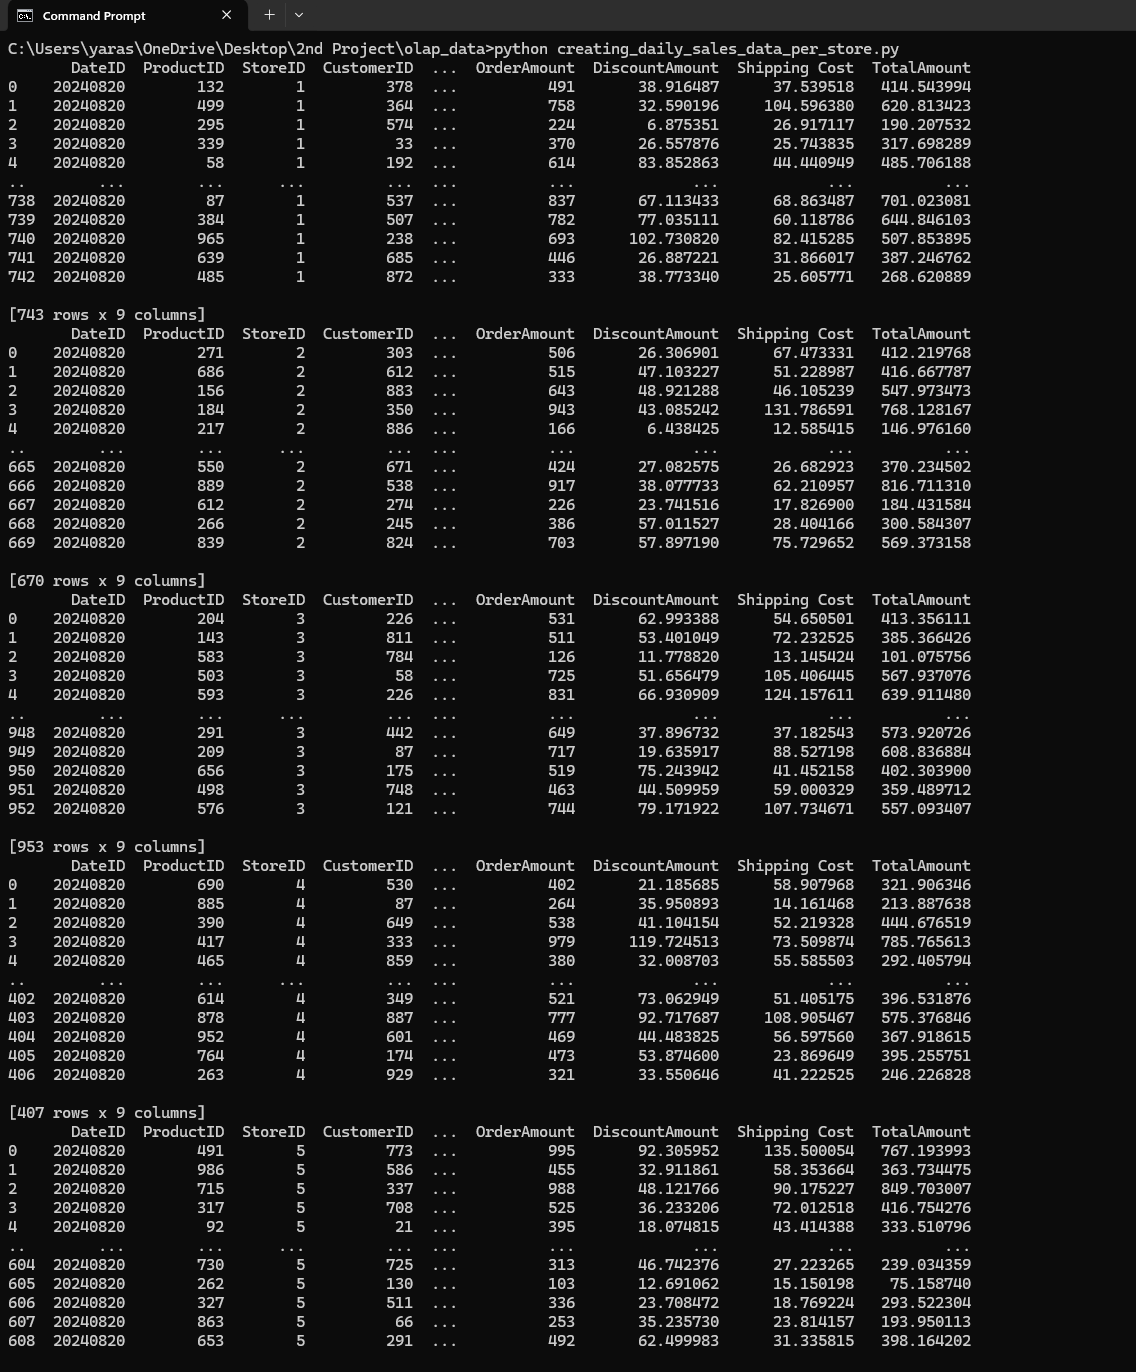 Command Prompt
C:\Users\yaras\OneDrive\Desktop\2nd Project\olap_data>python creating_daily_sales_data_per_store.py
DateID ProductID StoreID CustomerID ... OrderAmount DiscountAmount Shipping Cost TotalAmount
0 20240820 132 1 378 ... 491 38.916487 37.539518 414.543994
1 20240820 499 1 364 ... 758 32.590196 104.596380 620.813423
2 20240820 295 1 574 ... 224 6.875351 26.917117 190.207532
3 20240820 339 1 33 ... 370 26.557876 25.743835 317.698289
4 20240820 58 1 192 ... 614 83.852863 44.440949 485.706188
.. ... ... ... ... ... ... ... ... ...
738 20240820 87 1 537 ... 837 67.113433 68.863487 701.023081
739 20240820 384 1 507 ... 782 77.035111 60.118786 644.846103
740 20240820 965 1 238 ... 693 102.730820 82.415285 507.853895
741 20240820 639 1 685 ... 446 26.887221 31.866017 387.246762
742 20240820 485 1 872 ... 333 38.773340 25.605771 268.620889
[743 rows x 9 columns]
DateID ProductID StoreID CustomerID ... OrderAmount DiscountAmount Shipping Cost TotalAmount
0 20240820 271 2 303 ... 506 26.306901 67.473331 412.219768
1 20240820 686 2 612 ... 515 47.103227 51.228987 416.667787
2 20240820 156 2 883 ... 643 48.921288 46.105239 547.973473
3 20240820 184 2 350 ... 943 43.085242 131.786591 768.128167
4 20240820 217 2 886 ... 166 6.438425 12.585415 146.976160
.. ... ... ... ... ... ... ... ... ...
665 20240820 550 2 671 ... 424 27.082575 26.682923 370.234502
666 20240820 889 2 538 ... 917 38.077733 62.210957 816.711310
667 20240820 612 2 274 ... 226 23.741516 17.826900 184.431584
668 20240820 266 2 245 ... 386 57.011527 28.404166 300.584307
669 20240820 839 2 824 ... 703 57.897190 75.729652 569.373158
[670 rows x 9 columns]
DateID ProductID StoreID CustomerID ... OrderAmount DiscountAmount Shipping Cost TotalAmount
0 20240820 204 3 226 ... 531 62.993388 54.650501 413.356111
1 20240820 143 3 811 ... 511 53.401049 72.232525 385.366426
2 20240820 583 3 784 ... 126 11.778820 13.145424 101.075756
3 20240820 503 3 58 ... 725 51.656479 105.406445 567.937076
4 20240820 593 3 226 ... 831 66.930909 124.157611 639.911480
.. ... ... ... ... ... ... ... ... ...
948 20240820 291 3 442 ... 649 37.896732 37.182543 573.920726
949 20240820 209 3 87 ... 717 19.635917 88.527198 608.836884
950 20240820 656 3 175 ... 519 75.243942 41.452158 402.303900
951 20240820 498 3 748 ... 463 44.509959 59.000329 359.489712
952 20240820 576 3 121 ... 744 79.171922 107.734671 557.093407
[953 rows x 9 columns]
DateID ProductID StoreID CustomerID ... OrderAmount DiscountAmount Shipping Cost TotalAmount
0 20240820 690 4 530 ... 402 21.185685 58.907968 321.906346
1 20240820 885 4 87 ... 264 35.950893 14.161468 213.887638
2 20240820 390 4 649 ... 538 41.104154 52.219328 444.676519
3 20240820 417 4 333 ... 979 119.724513 73.509874 785.765613
4 20240820 465 4 859 ... 380 32.008703 55.585503 292.405794
.. ... ... ... ... ... ... ... ... ...
402 20240820 614 4 349 ... 521 73.062949 51.405175 396.531876
403 20240820 878 4 887 ... 777 92.717687 108.905467 575.376846
404 20240820 952 4 601 ... 469 44.483825 56.597560 367.918615
405 20240820 764 4 174 ... 473 53.874600 23.869649 395.255751
406 20240820 263 4 929 ... 321 33.550646 41.222525 246.226828
[407 rows x 9 columns]
DateID ProductID StoreID CustomerID ... OrderAmount DiscountAmount Shipping Cost TotalAmount
0 20240820 491 5 773 ... 995 92.305952 135.500054 767.193993
1 20240820 986 5 586 ... 455 32.911861 58.353664 363.734475
2 20240820 715 5 337 ... 988 48.121766 90.175227 849.703007
3 20240820 317 5 708 ... 525 36.233206 72.012518 416.754276
4 20240820 92 5 21 ... 395 18.074815 43.414388 333.510796
.. ... ... ... ... ... ... ... ... ...
604 20240820 730 5 725 ... 313 46.742376 27.223265 239.034359
605 20240820 262 5 130 ... 103 12.691062 15.150198 75.158740
606 20240820 327 5 511 ... 336 23.708472 18.769224 293.522304
607 20240820 863 5 66 ... 253 35.235730 23.814157 193.950113
608 20240820 653 5 291 ... 492 62.499983 31.335815 398.164202